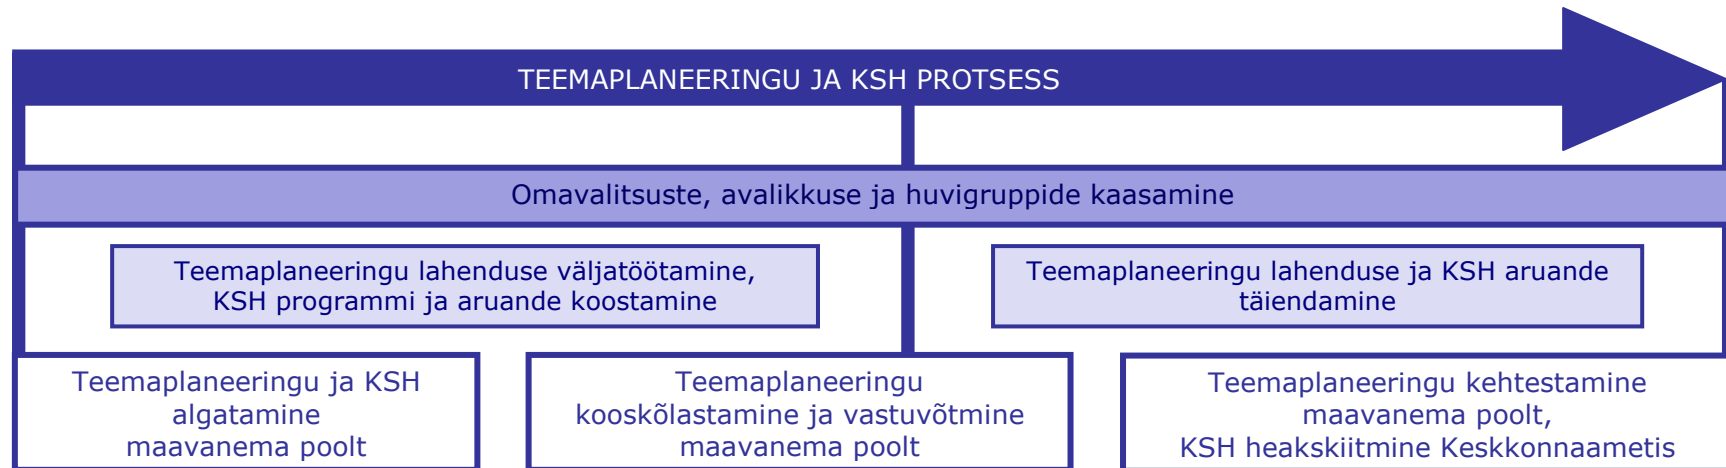 TEEMAPLANEERINGU JA KSH PROTSESS
Omavalitsuste, avalikkuse ja huvigruppide kaasamine
Teemaplaneeringu lahenduse väljatöötamine,
KSH programmi ja aruande koostamine
Teemaplaneeringu lahenduse ja KSH aruande
täiendamine
Teemaplaneeringu ja KSH
algatamine
maavanema poolt
Teemaplaneeringu
kooskõlastamine ja vastuvõtmine
maavanema poolt
Teemaplaneeringu kehtestamine
maavanema poolt,
KSH heakskiitmine Keskkonnaametis